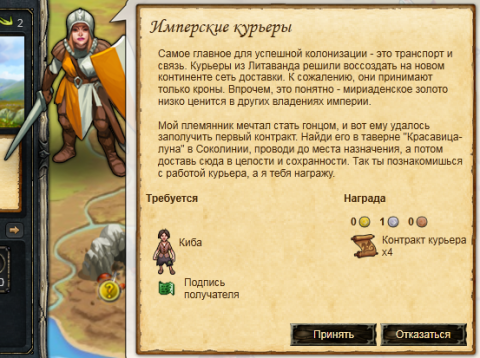 2
Имперские курьеры
Самое главное для успешной колонизации - это транспорт и
связь. Курьеры из Литаванда решили воссоздать на новом
континенте сеть доставки. К сожалению, они принимают
только кроны. Впрочем, это понятно - мириаденское золото
низко ценится в других владениях империи.
Мой племянник мечтал стать гонцом, и вот ему удалось
заполучить первый контракт. Найди его в таверне "Красавица-
луна" в Соколинии, проводи до места назначения, а потом
доставь сюда в целости и сохранности. Так ты познакомишься
с работой курьера, а я тебя награжу.
Требуется
Награда
0 1 0
Киба
Контракт курьера
x4
Подпись
получателя
Принять
Отказаться